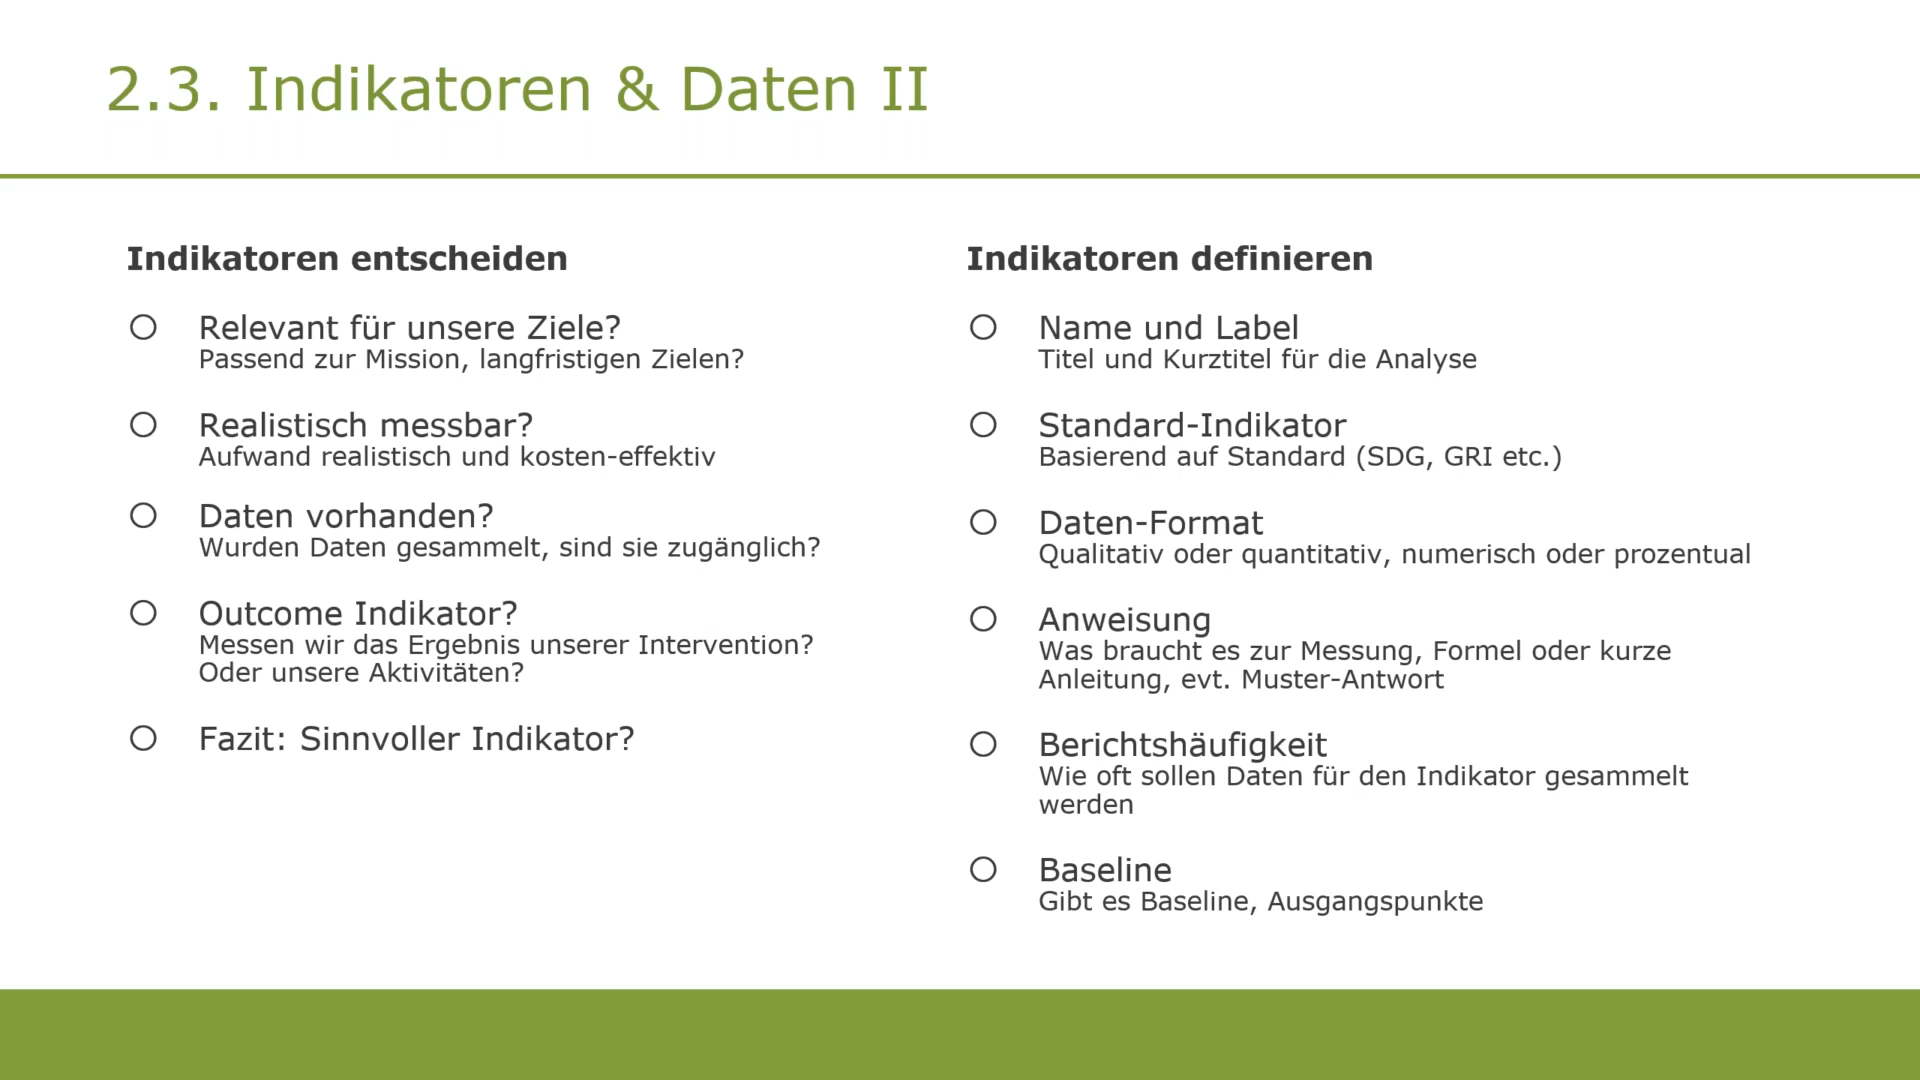 2.3. Indikatoren & Daten II
Indikatoren entscheiden
Relevant für unsere Ziele?
Passend zur Mission, langfristigen Zielen?
Realistisch messbar?
Aufwand realistisch und kosten-effektiv
Daten vorhanden?
Wurden Daten gesammelt, sind sie zugänglich?
Outcome Indikator?
Messen wir das Ergebnis unserer Intervention?
Oder unsere Aktivitäten?
Fazit: Sinnvoller Indikator?
Indikatoren definieren
Name und Label
Titel und Kurztitel für die Analyse
Standard-Indikator
Basierend auf Standard (SDG, GRI etc.)
Daten-Format
Qualitativ oder quantitativ, numerisch oder prozentual
Anweisung
Was braucht es zur Messung, Formel oder kurze
Anleitung, evt. Muster-Antwort
Berichtshäufigkeit
Wie oft sollen Daten für den Indikator gesammelt
werden
Baseline
Gibt es Baseline, Ausgangspunkte